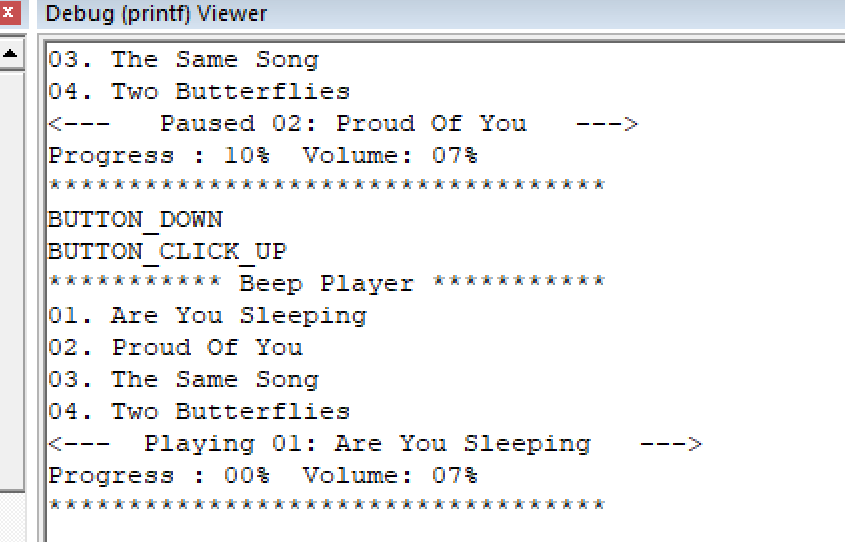 x Debug (printf) Viewer
03. The Same Song
04. Two Butterflies
<---   Paused 02: Proud Of You   --->
Progress : 10%  Volume: 07%
***********************************
BUTTON_DOWN
BUTTON_CLICK_UP
*********** Beep Player ***********
01. Are You Sleeping
02. Proud Of You
03. The Same Song
04. Two Butterflies
<---  Playing 01: Are You Sleeping   --->
Progress : 00%  Volume: 07%
***********************************